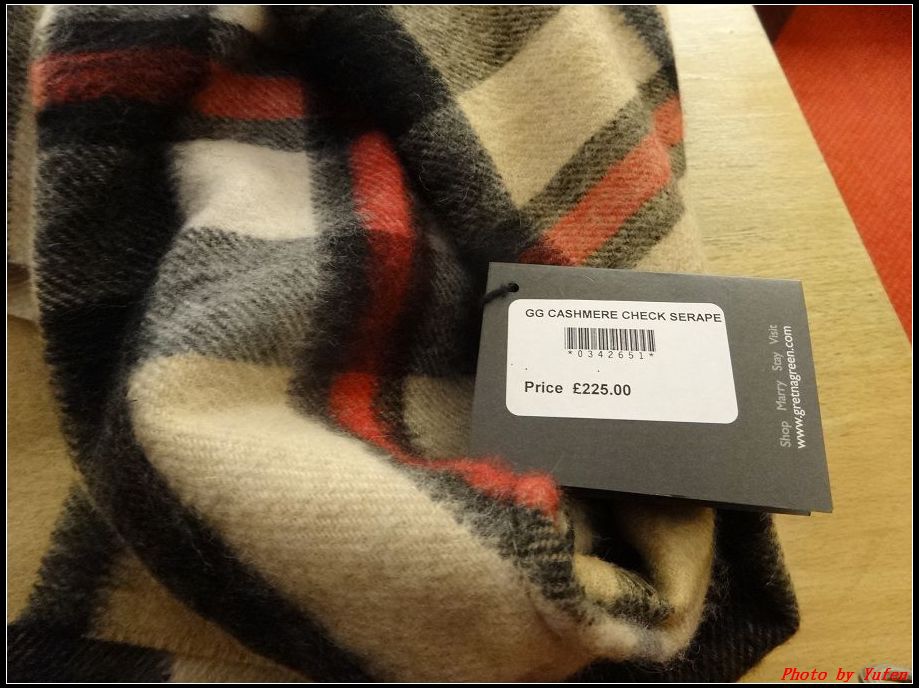 GG CASHMERE CHECK SERAPE
*0342651*
Price £225.00
Shop Marry Stay Visit
www.gretnagreen.com
Photo by Yufen